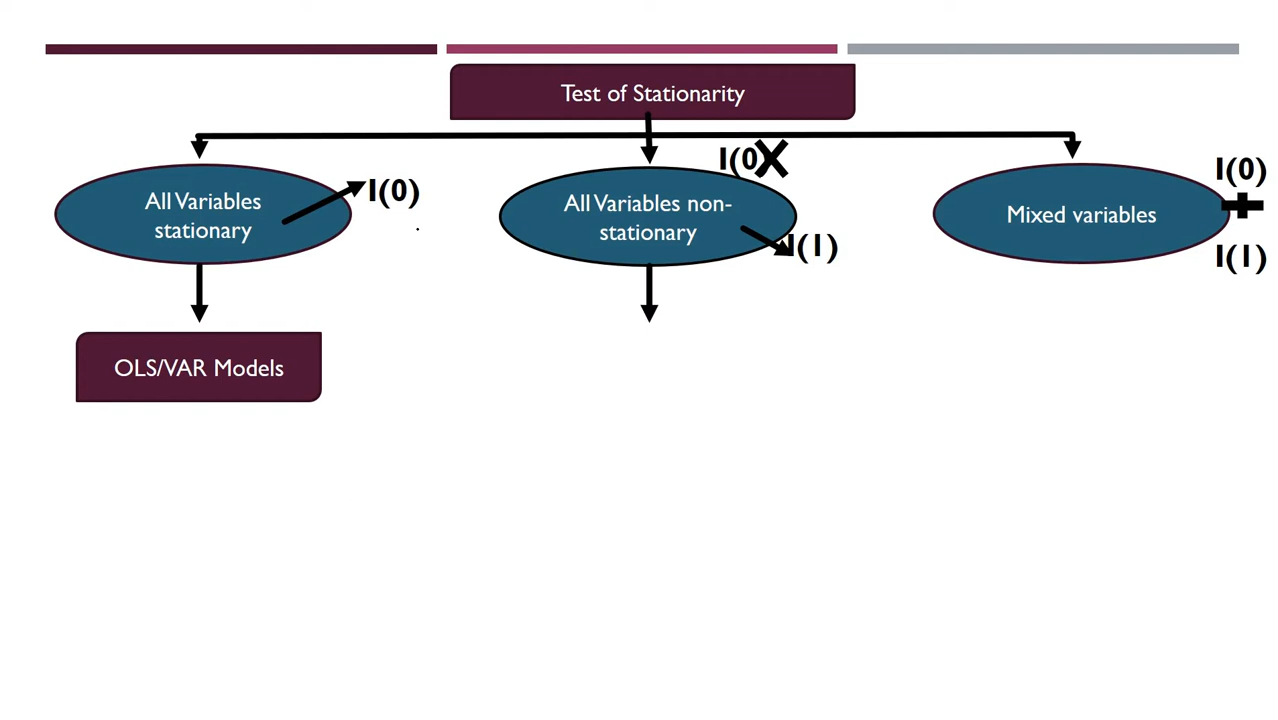 Test of Stationarity
All Variables
stationary
I(0)
All Variables non-
stationary
I(0
I(1)
Mixed variables
I(0)
I(1)
OLS/VAR Models